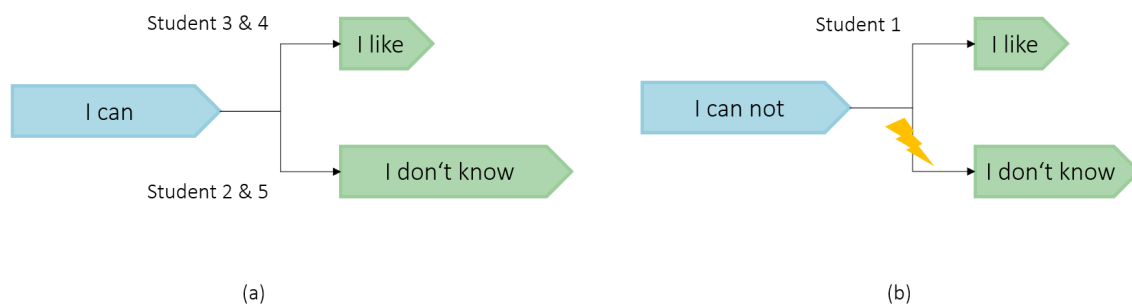 Student 3 & 4
I like
I can
I don‘t know
Student 2 & 5
(a)
Student 1
I like
I can not
I don‘t know
(b)